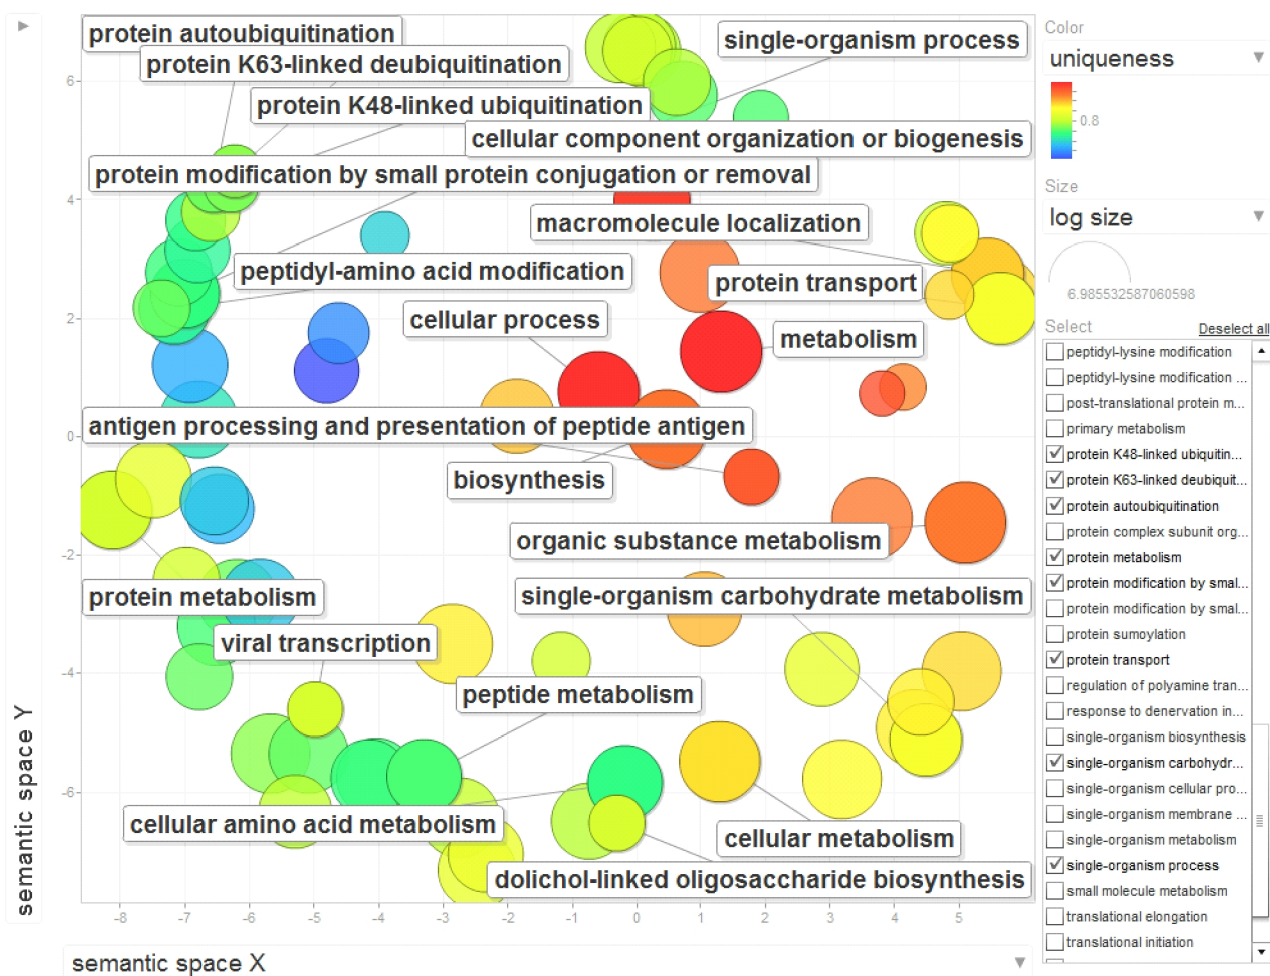 protein autoubiquitination
single-organism process
protein K63-linked deubiquitination
protein K48-linked ubiquitination
cellular component organization or biogenesis
protein modification by small protein conjugation or removal
macromolecule localization
peptidyl-amino acid modification
protein transport
cellular process
metabolism
antigen processing and presentation of peptide antigen
biosynthesis
organic substance metabolism
protein metabolism
single-organism carbohydrate metabolism
viral transcription
peptide metabolism
cellular amino acid metabolism
cellular metabolism
dolichol-linked oligosaccharide biosynthesis
6
4
2
0
-2
-4
-6
-8 -7 -6 -5 -4 -3 -2 -1 0 1 2 3 4 5
semantic space Y
semantic space X
Color
uniqueness
0.8
Size
log size
6.985532587060598
Select Deselect all
peptidyl-lysine modification
peptidyl-lysine modification ...
post-translational protein m...
primary metabolism
protein K48-linked ubiquitin...
protein K63-linked deubiquit...
protein autoubiquitination
protein complex subunit org...
protein metabolism
protein modification by smal...
protein modification by smal...
protein sumoylation
protein transport
regulation of polyamine tran...
response to denervation in...
single-organism biosynthesis
single-organism carbohydr...
single-organism cellular pro...
single-organism membrane ...
single-organism metabolism
single-organism process
small molecule metabolism
translational elongation
translational initiation